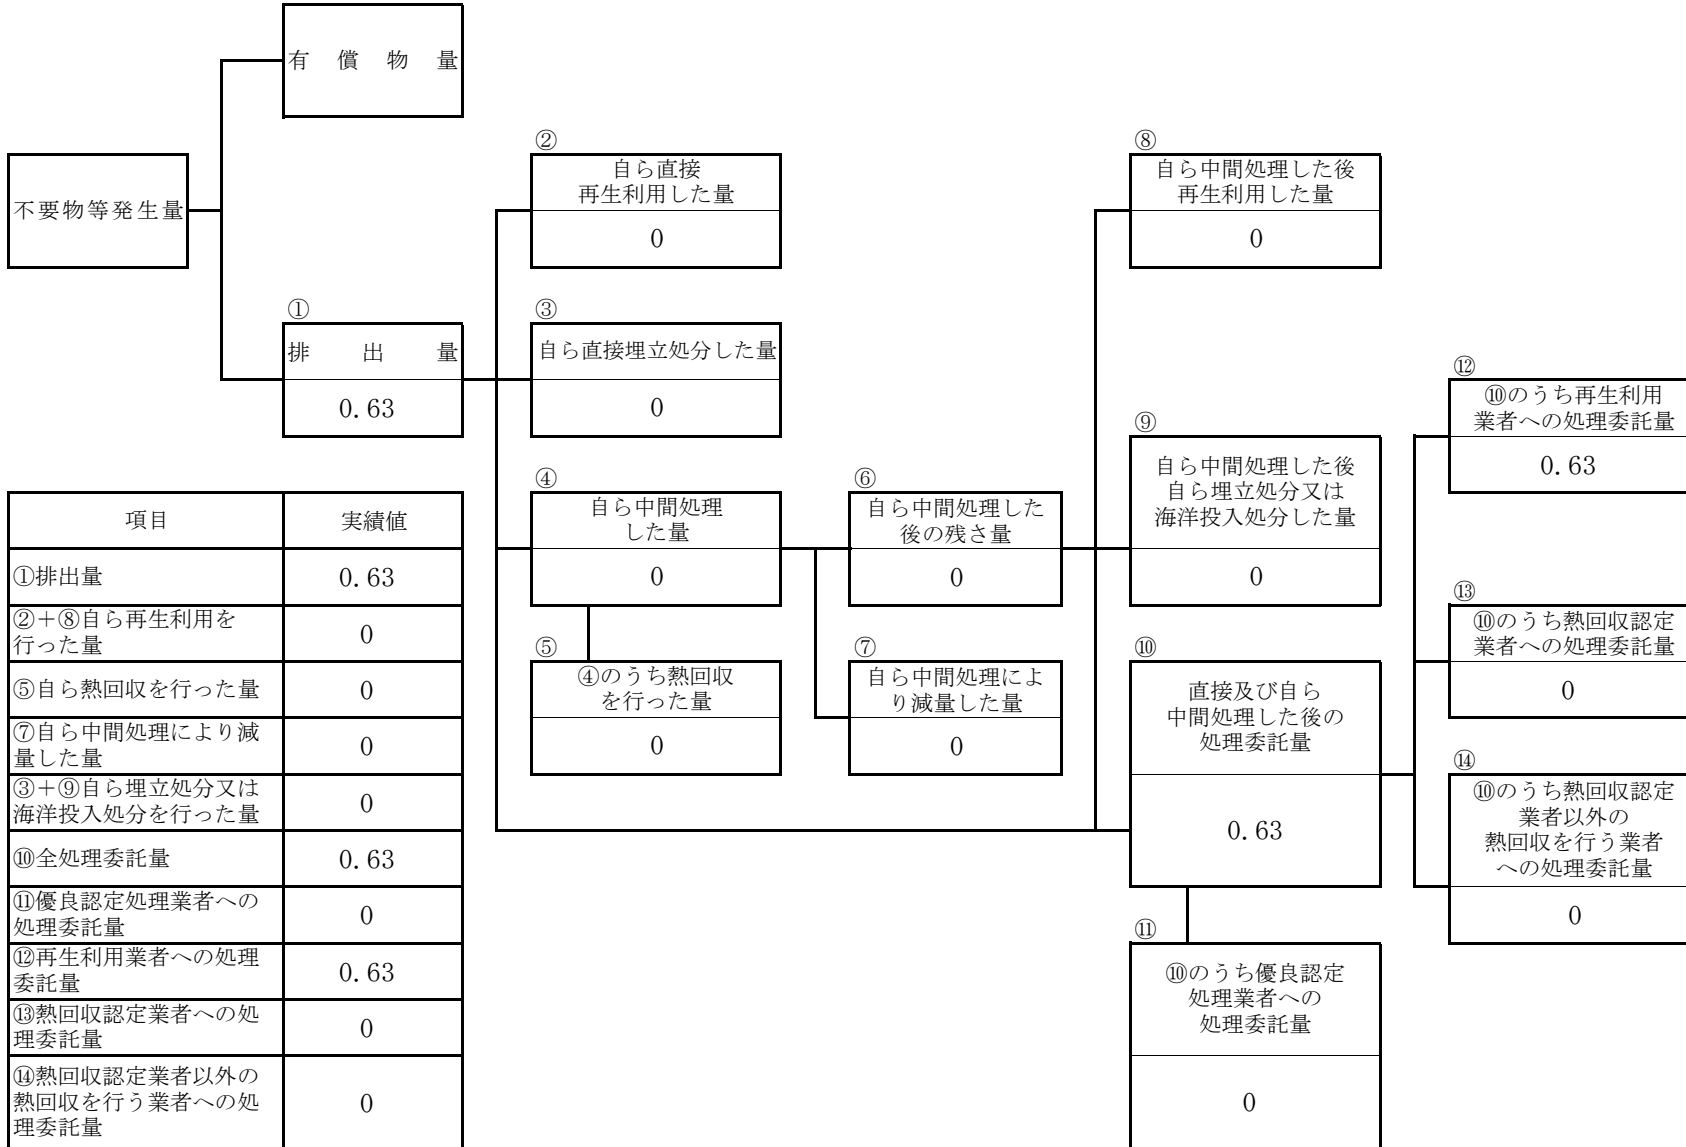 有償物量
不要物等発生量
①
排出量
0.63
②
自ら直接
再生利用した量
0
③
自ら直接埋立処分した量
0
④
自ら中間処理
した量
0
⑤
④のうち熱回収
を行った量
0
⑥
自ら中間処理した
後の残さ量
0
⑦
自ら中間処理によ
り減量した量
0
⑧
自ら中間処理した後
再生利用した量
0
⑨
自ら中間処理した後
自ら埋立処分又は
海洋投入処分した量
0
⑩
直接及び自ら
中間処理した後の
処理委託量
0.63
⑪
⑩のうち優良認定
処理業者への
処理委託量
0
⑫
⑩のうち再生利用
業者への処理委託量
0.63
⑬
⑩のうち熱回収認定
業者への処理委託量
0
⑭
⑩のうち熱回収認定
業者以外の
熱回収を行う業者
への処理委託量
0
項目 実績値
①排出量 0.63
②+⑧自ら再生利用を
行った量 0
⑤自ら熱回収を行った量 0
⑦自ら中間処理により減
量した量 0
③+⑨自ら埋立処分又は
海洋投入処分を行った量 0
⑩全処理委託量 0.63
⑪優良認定処理業者への
処理委託量 0
⑫再生利用業者への処理
委託量 0.63
⑬熱回収認定業者への処
理委託量 0
⑭熱回収認定業者以外の
熱回収を行う業者への処
理委託量 0